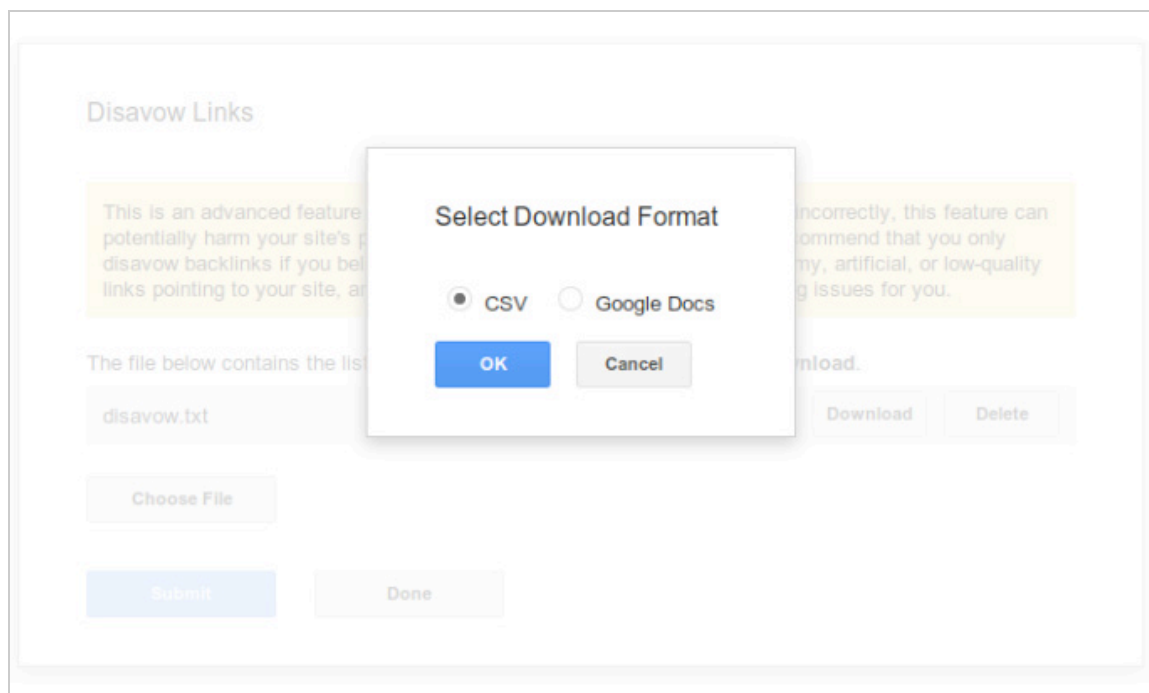 Disavow Links
Select Download Format
This is an advanced feature
incorrectly, this feature can
potentially harm your site's
ommend that you only
disavow backlinks if you bel
my, artificial, or low-quality
links pointing to your site, a
g issues for you.
CSV Google Docs
OK Cancel
The file below contains the lis
nload.
disavow.txt Download Delete
Choose File
Submit Done